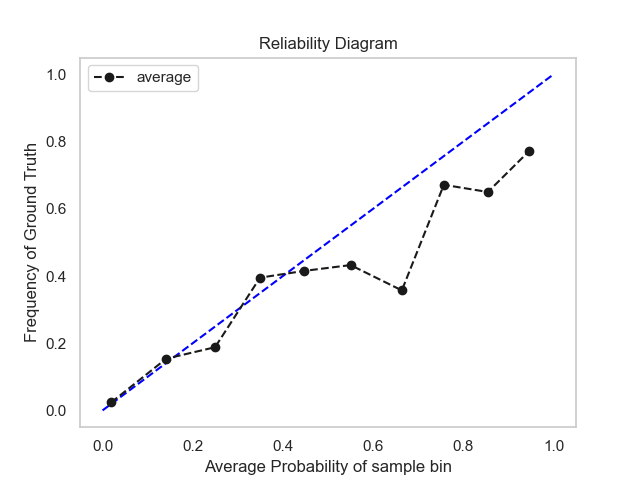 Reliability Diagram
average
Frequency of Ground Truth
1.0
0.8
0.6
0.4
0.2
0.0
0.0 0.2 0.4 0.6 0.8 1.0
Average Probability of sample bin